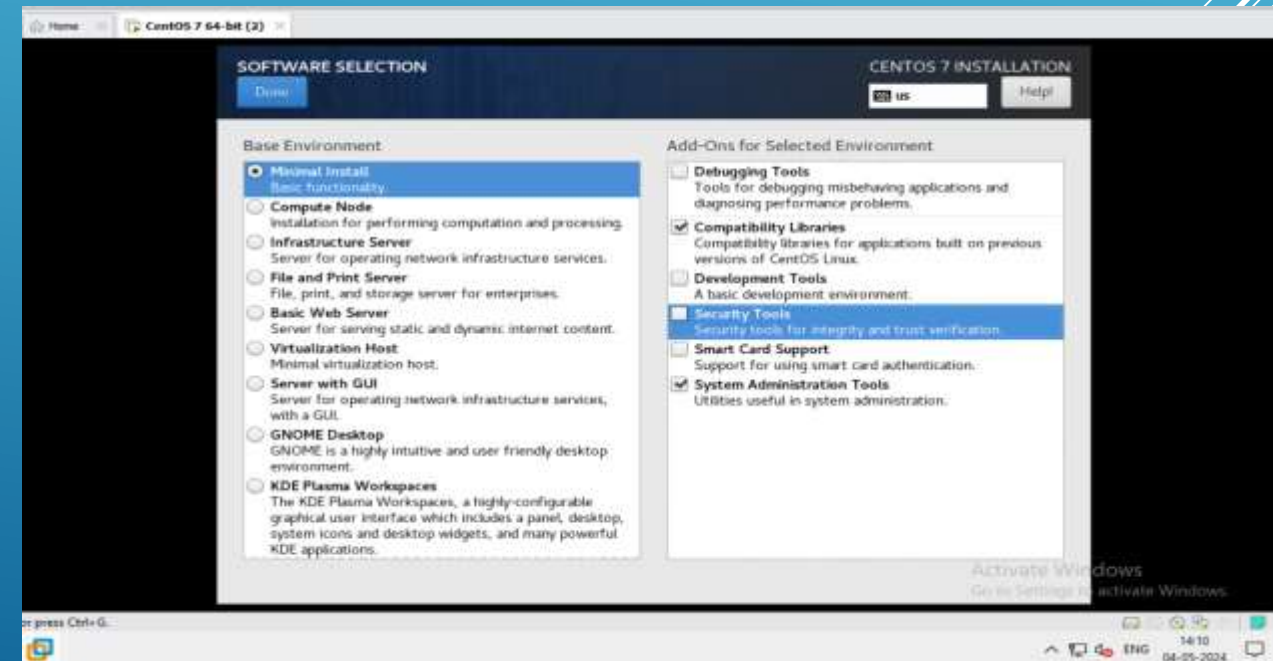 Home
CentOS 7 64-bit (2)
SOFTWARE SELECTION
Done
CENTOS 7 INSTALLATION
us
Help!
Base Environment
Minimal Install
Basic functionality.
Compute Node
Installation for performing computation and processing.
Infrastructure Server
Server for operating network infrastructure services.
File and Print Server
File, print, and storage server for enterprises.
Basic Web Server
Server for serving static and dynamic internet content.
Virtualization Host
Minimal virtualization host.
Server with GUI
Server for operating network infrastructure services,
with a GUI.
GNOME Desktop
GNOME is a highly intuitive and user friendly desktop
environment.
KDE Plasma Workspaces
The KDE Plasma Workspaces, a highly-configurable
graphical user interface which includes a panel, desktop,
system icons and desktop widgets, and many powerful
KDE applications.
Add-Ons for Selected Environment
Debugging Tools
Tools for debugging misbehaving applications and
diagnosing performance problems.
Compatibility Libraries
Compatibility libraries for applications built on previous
versions of CentOS Linux.
Development Tools
A basic development environment.
Security Tools
Security tools for integrity and trust verification.
Smart Card Support
Support for using smart card authentication.
System Administration Tools
Utilities useful in system administration.
Activate Windows
Go to Settings to activate Windows.
or press Ctrl+G.
ENG
14:10
04-05-2024